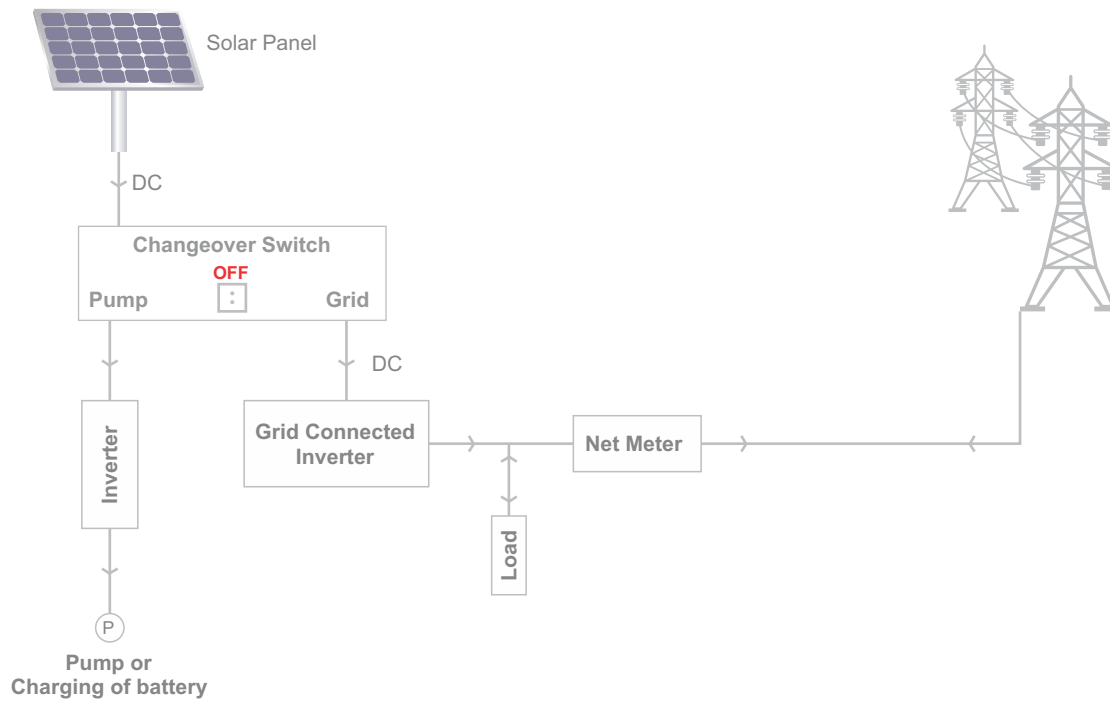 Solar Panel
DC
Changeover Switch
OFF
Pump
:
Grid
DC
Inverter
Grid Connected
Inverter
Net Meter
Load
P
Pump or
Charging of battery